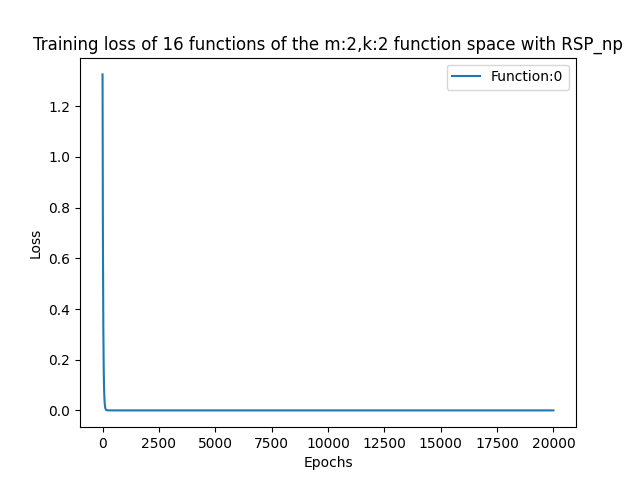 Training loss of 16 functions of the m:2,k:2 function space with RSP_np
Function:0
Loss
1.2
1.0
0.8
0.6
0.4
0.2
0.0
0 2500 5000 7500 10000 12500 15000 17500 20000
Epochs